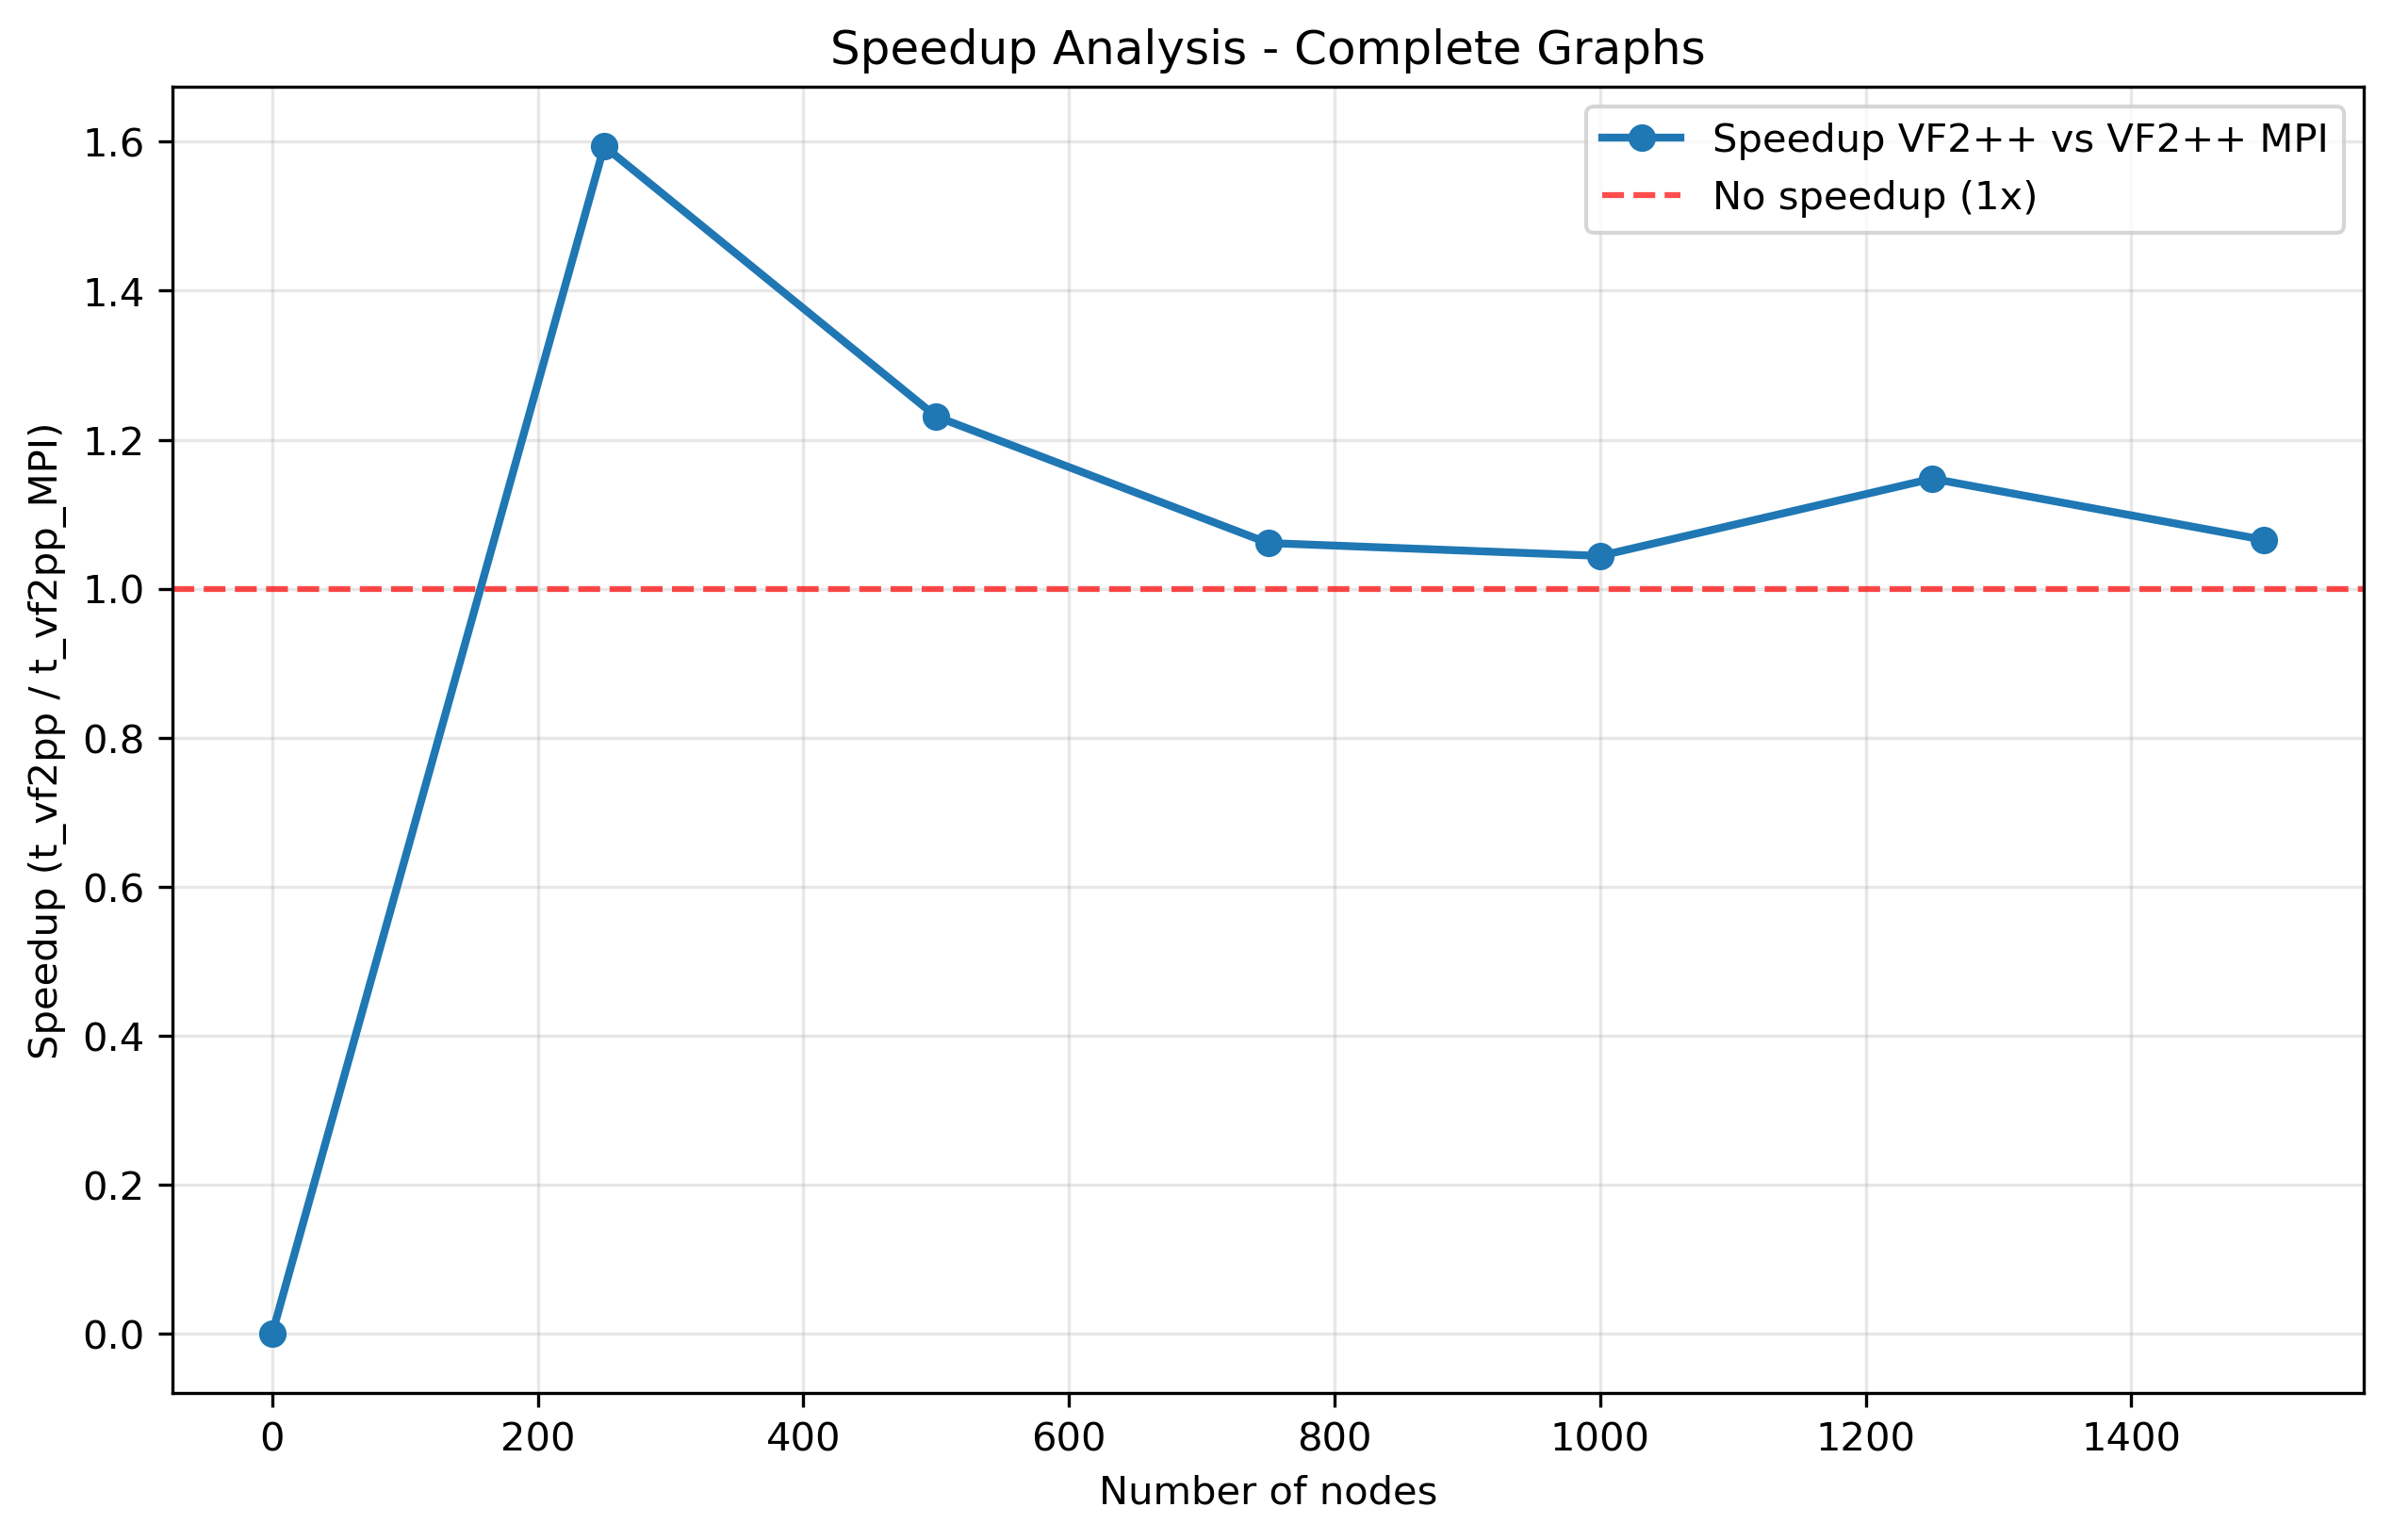 Speedup Analysis - Complete Graphs
Speedup VF2++ vs VF2++ MPI
No speedup (1x)
Speedup (t_vf2pp / t_vf2pp_MPI)
1.6
1.4
1.2
1.0
0.8
0.6
0.4
0.2
0.0
0 200 400 600 800 1000 1200 1400
Number of nodes